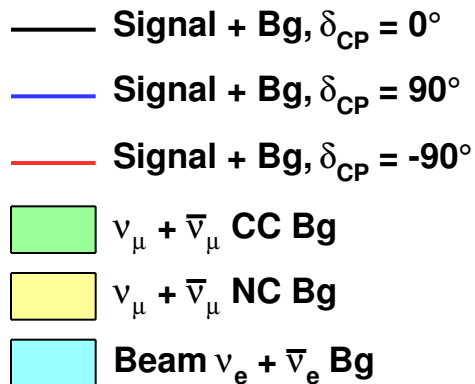 Signal + Bg, δCP = 0°
Signal + Bg, δCP = 90°
Signal + Bg, δCP = -90°
νμ + ν̅μ CC Bg
νμ + ν̅μ NC Bg
Beam νe + ν̅e Bg